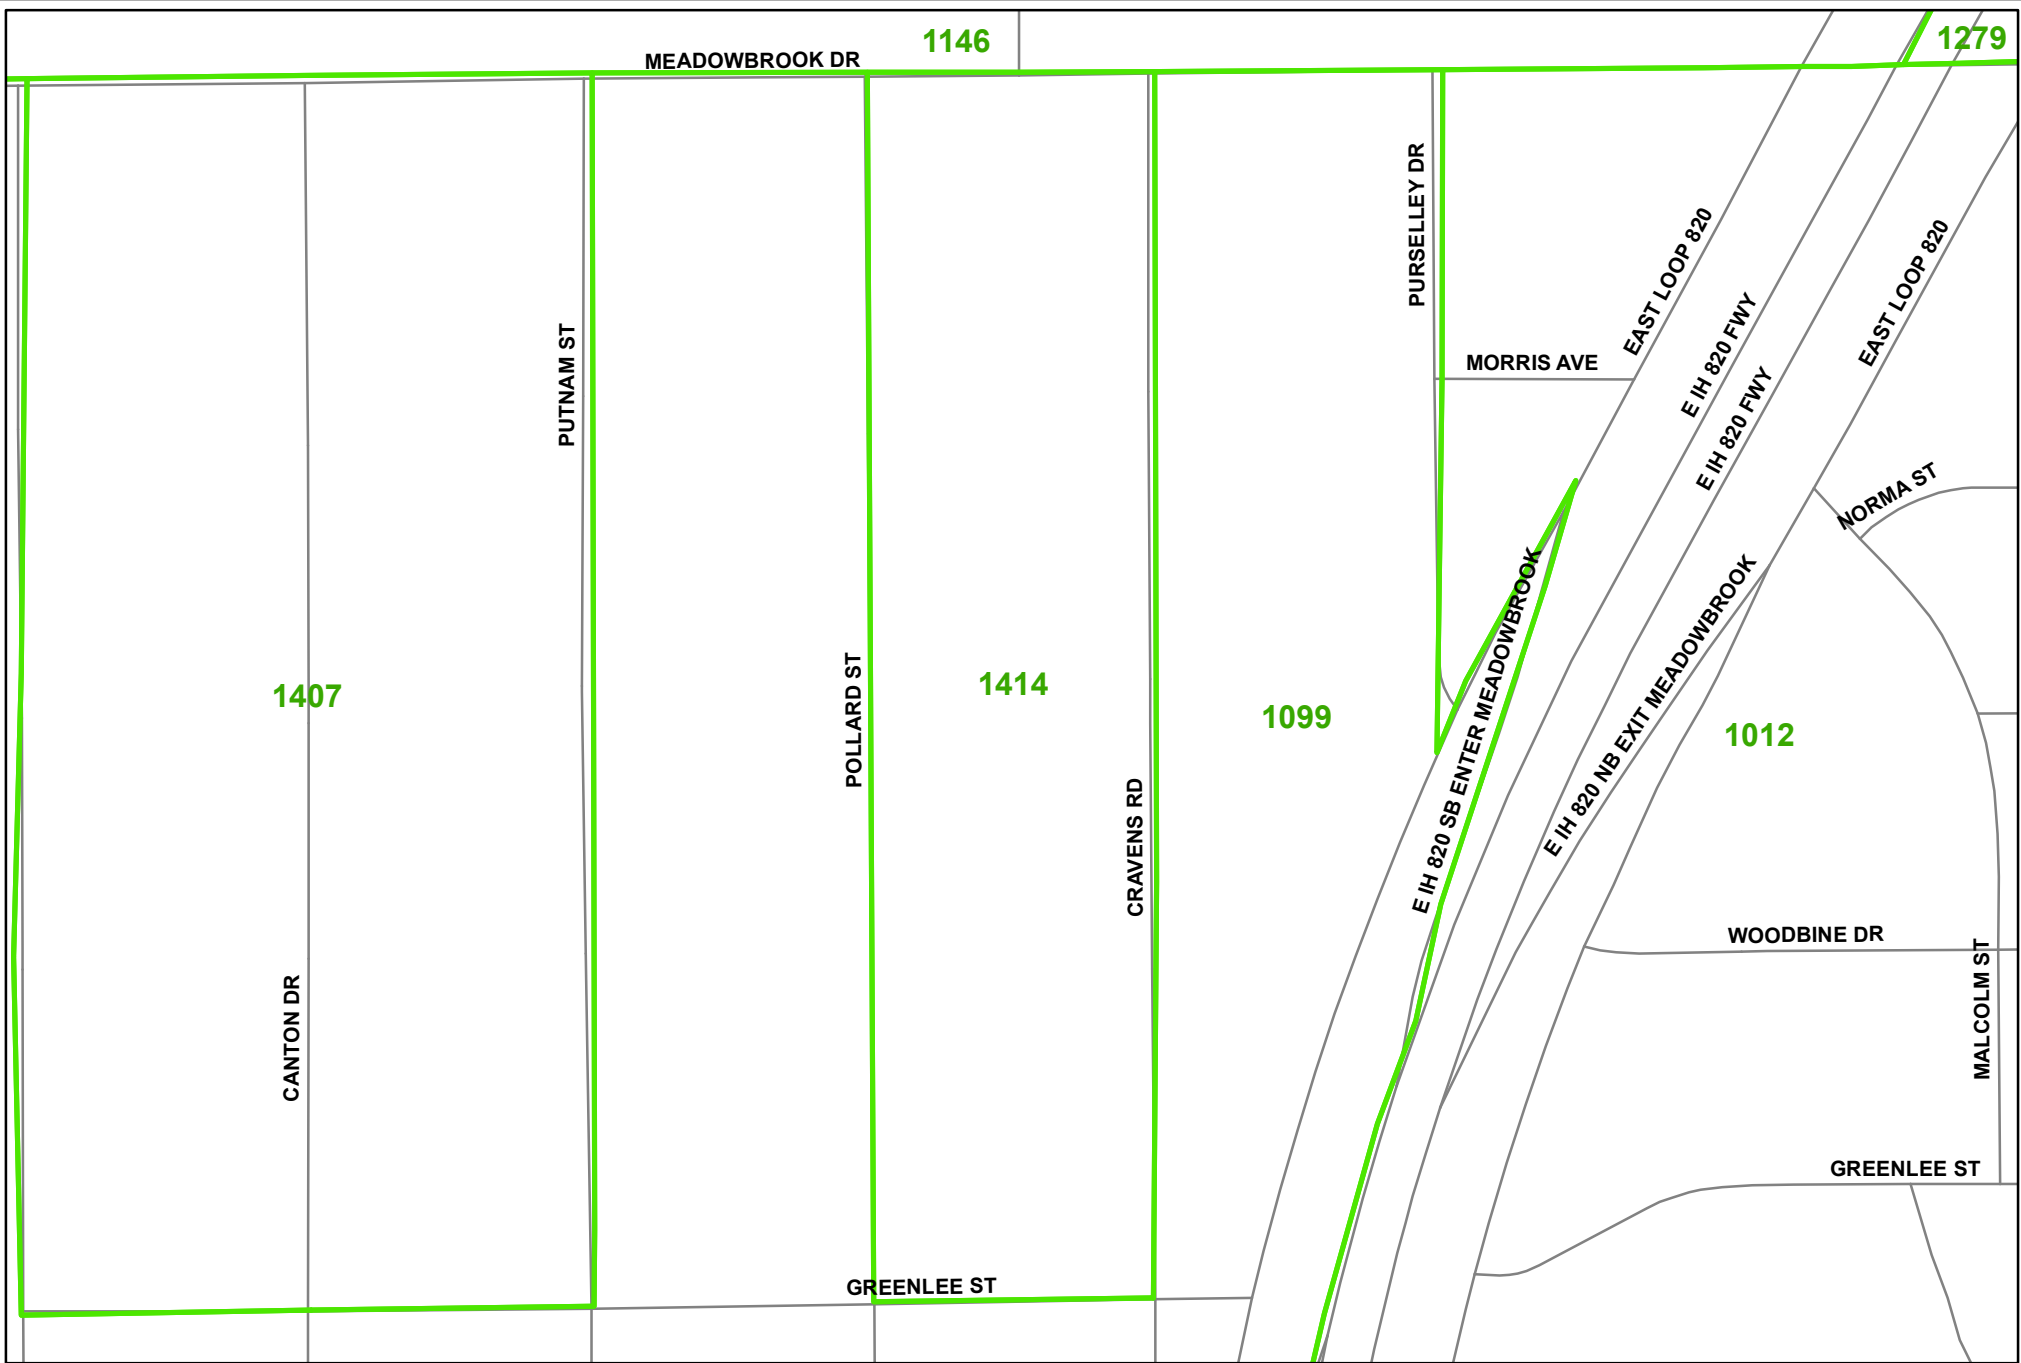 1146
1279
MEADOWBROOK DR
PURSELLEY DR
EAST LOOP 820
EAST LOOP 820
E IH 820 FWY
E IH 820 FWY
PUTNAM ST
MORRIS AVE
NORMA ST
E IH 820 SB ENTER MEADOWBROOK
E IH 820 NB EXIT MEADOWBROOK
1407
POLLARD ST
1414
1099
1012
CRAVENS RD
WOODBINE DR
CANTON DR
MALCOLM ST
GREENLEE ST
GREENLEE ST